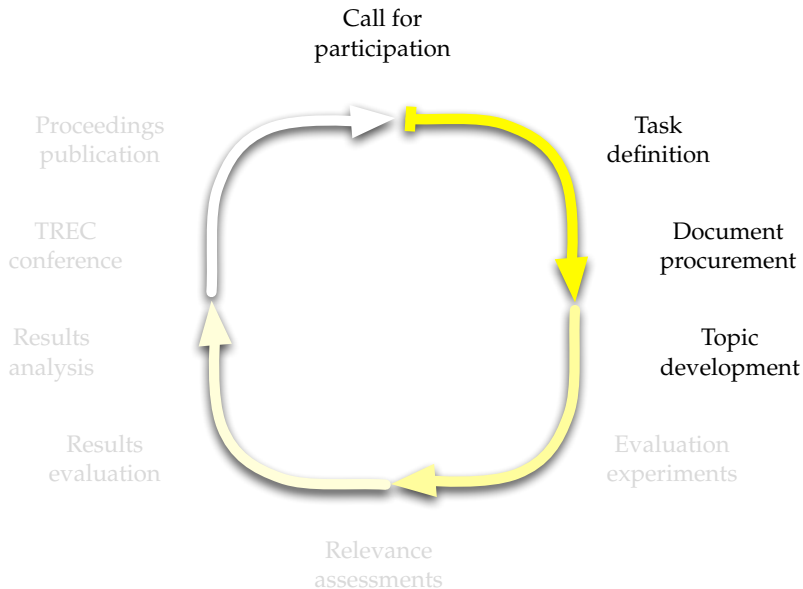 Call for
participation
Task
definition
Document
procurement
Topic
development
Evaluation
experiments
Relevance
assessments
Results
evaluation
Results
analysis
TREC
conference
Proceedings
publication